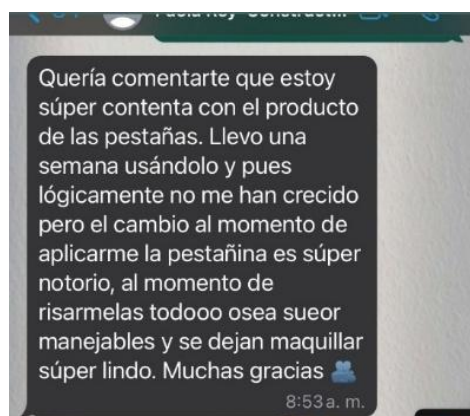 Quería comentarte que estoy
súper contenta con el producto
de las pestañas. Llevo una
semana usándolo y pues
lógicamente no me han crecido
pero el cambio al momento de
aplicarme la pestañina es súper
notorio, al momento de
risarmelas todooo osea sueor
manejables y se dejan maquillar
súper lindo. Muchas gracias 🫂
8:53 a. m.